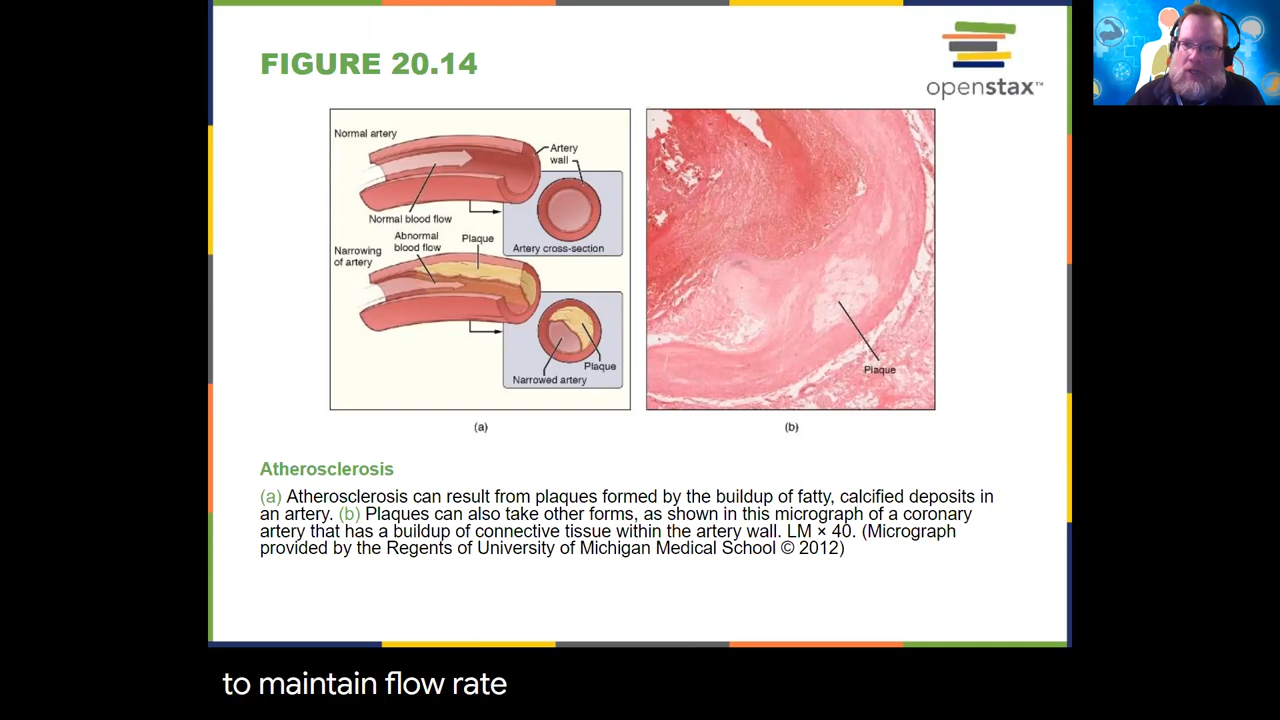 FIGURE 20.14
openstax™
Normal artery
Artery
wall
Normal blood flow
Artery cross-section
Abnormal
blood flow
Plaque
Narrowing
of artery
Plaque
Narrowed artery
Plaque
(a)
(b)
Atherosclerosis
(a) Atherosclerosis can result from plaques formed by the buildup of fatty, calcified deposits in
an artery. (b) Plaques can also take other forms, as shown in this micrograph of a coronary
artery that has a buildup of connective tissue within the artery wall. LM × 40. (Micrograph
provided by the Regents of University of Michigan Medical School © 2012)
to maintain flow rate